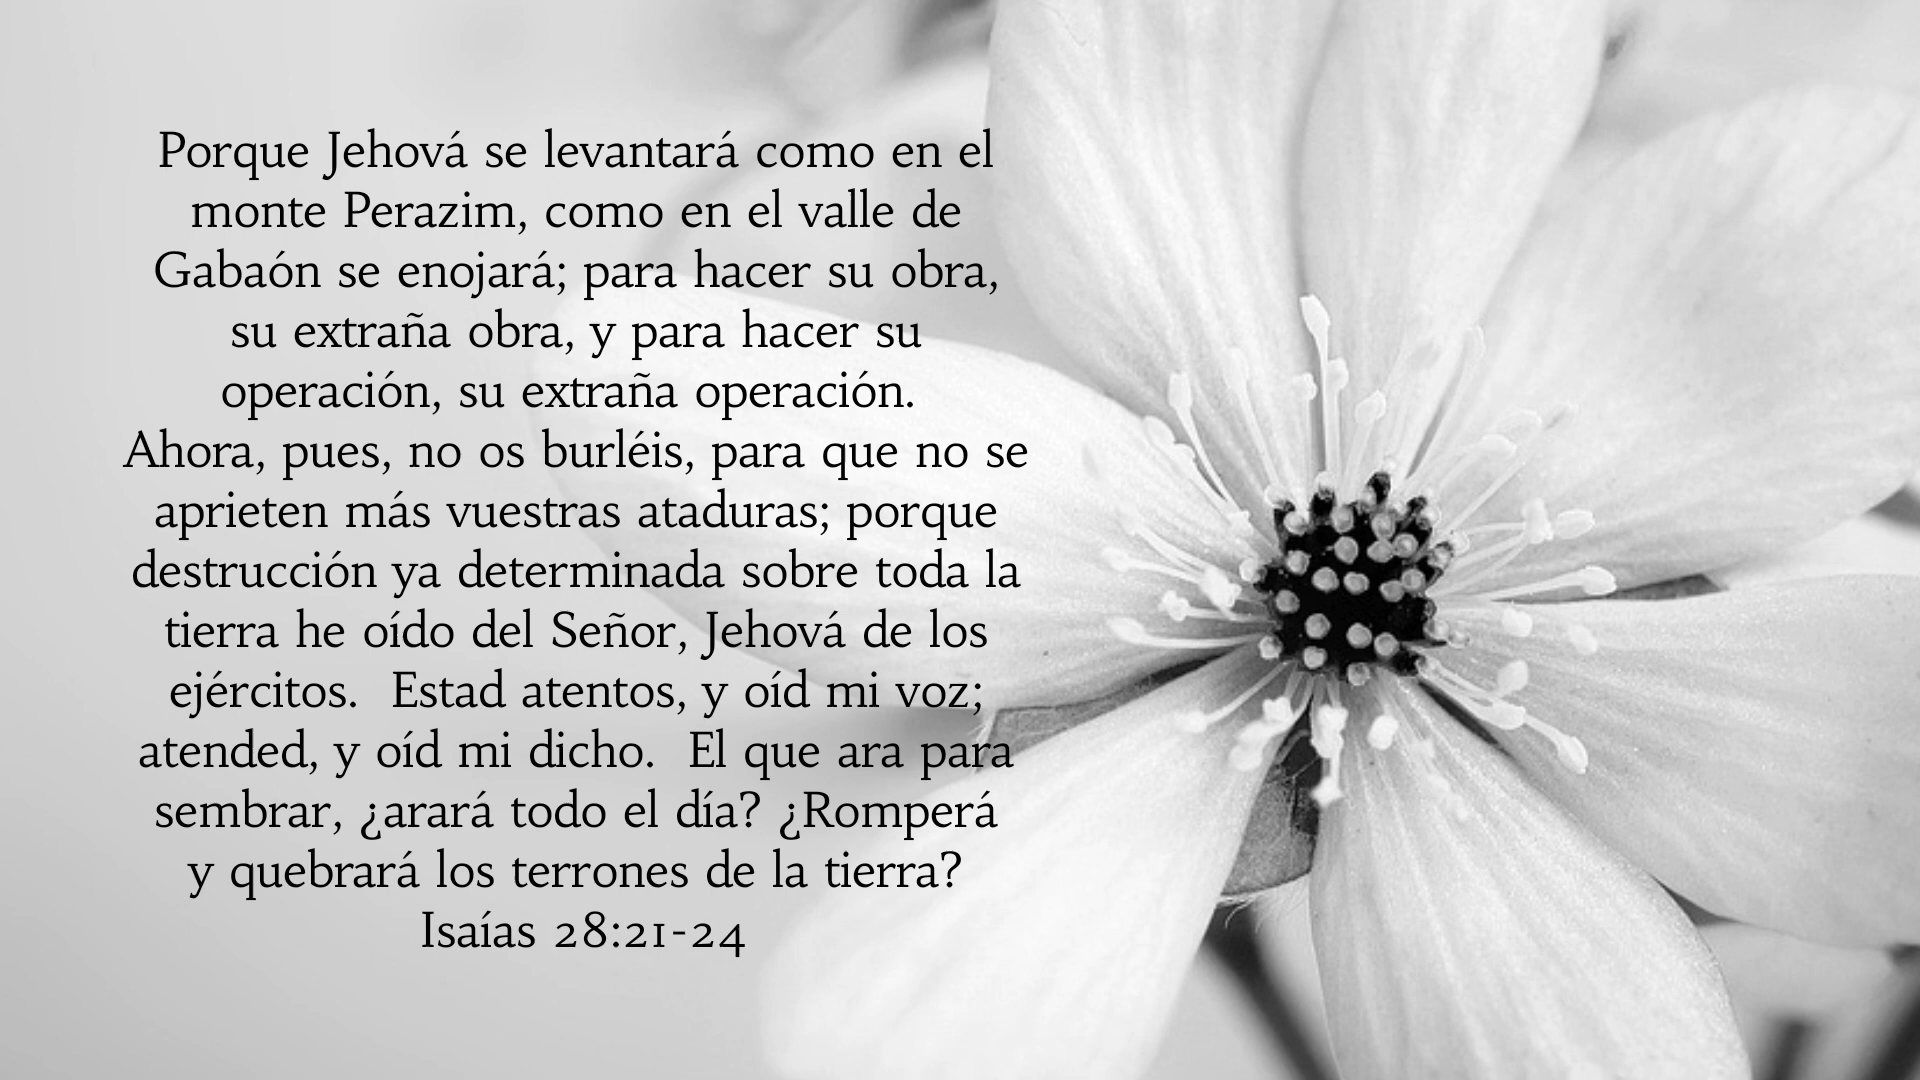 Porque Jehová se levantará como en el
monte Perazim, como en el valle de
Gabaón se enojará; para hacer su obra,
su extraña obra, y para hacer su
operación, su extraña operación.
Ahora, pues, no os burléis, para que no se
aprieten más vuestras ataduras; porque
destrucción ya determinada sobre toda la
tierra he oído del Señor, Jehová de los
ejércitos.  Estad atentos, y oíd mi voz;
atended, y oíd mi dicho.  El que ara para
sembrar, ¿arará todo el día? ¿Romperá
y quebrará los terrones de la tierra?
Isaías 28:21-24